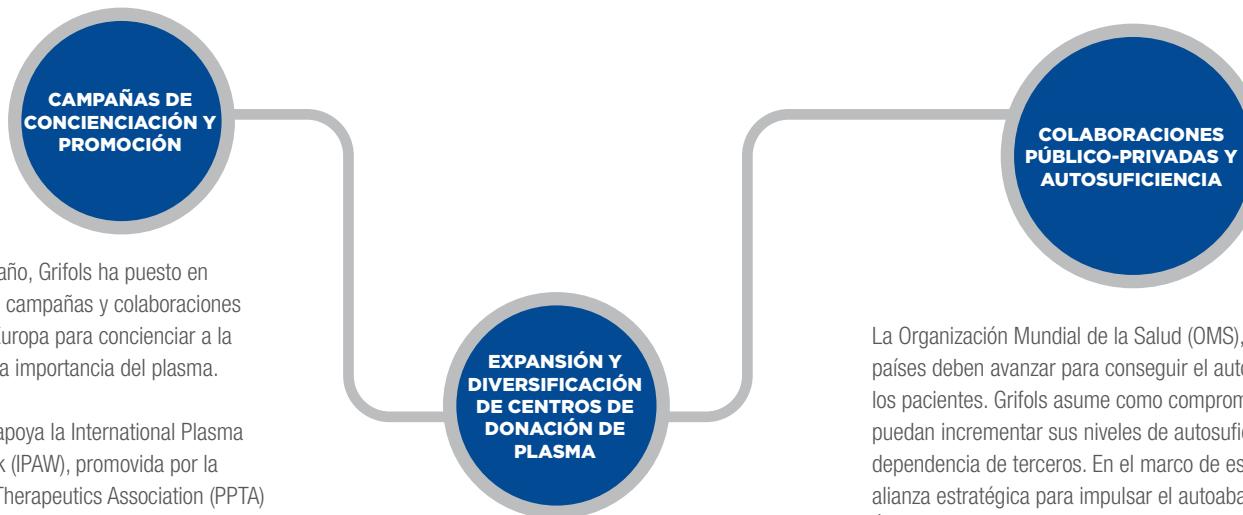 CAMPAÑAS DE
CONCIENCIACIÓN Y
PROMOCIÓN
año, Grifols ha puesto en
campañas y colaboraciones
Europa para concienciar a la
a importancia del plasma.
apoya la International Plasma
(IPAW), promovida por la
Therapeutics Association (PPTA)
EXPANSIÓN Y
DIVERSIFICACIÓN
DE CENTROS DE
DONACIÓN DE
PLASMA
COLABORACIONES
PÚBLICO-PRIVADAS Y
AUTOSUFICIENCIA
La Organización Mundial de la Salud (OMS),
países deben avanzar para conseguir el
los pacientes. Grifols asume como
puedan incrementar sus niveles de
dependencia de terceros. En el marco de
alianza estratégica para impulsar el